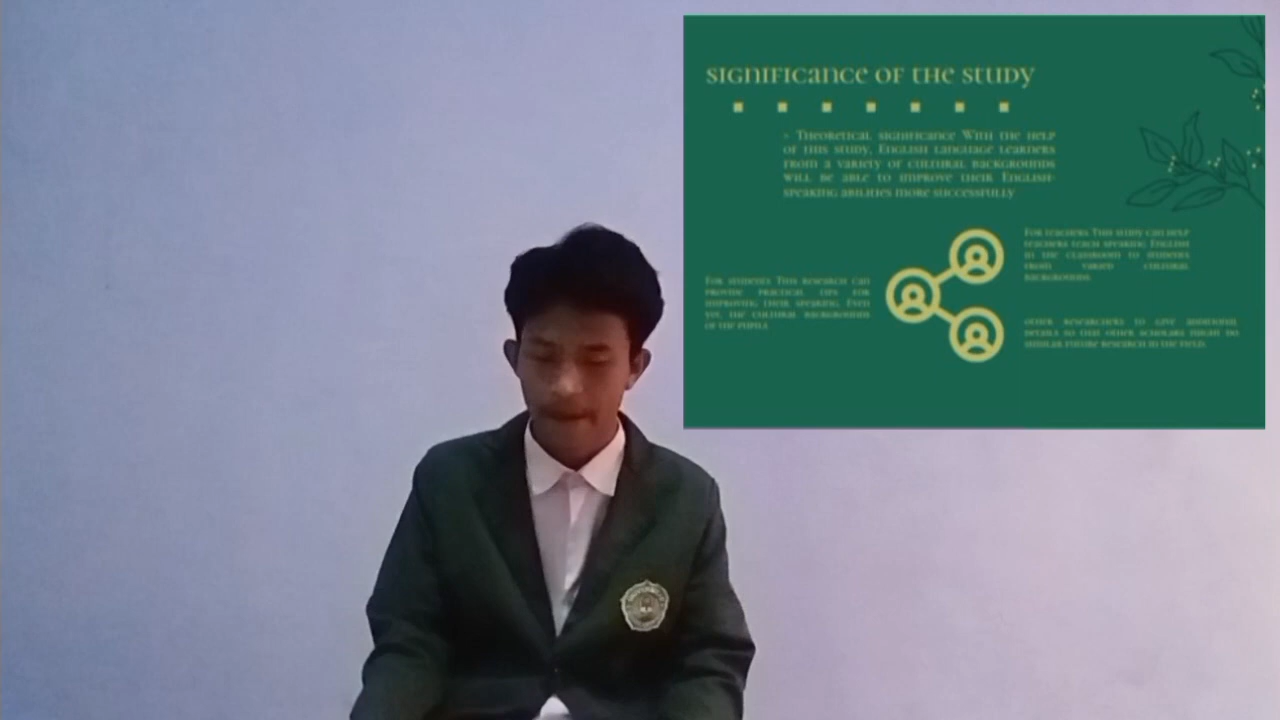 SIGNIFICANCE OF THE STUDY
> THEORETICAL SIGNIFICANCE WITH THE HELP
OF THIS STUDY, ENGLISH LANGUAGE LEARNERS
FROM A VARIETY OF CULTURAL BACKGROUNDS
WILL BE ABLE TO IMPROVE THEIR ENGLISH-
SPEAKING ABILITIES MORE SUCCESSFULLY
FOR STUDENTS THIS RESEARCH CAN
PROVIDE PRACTICAL TIPS FOR
IMPROVING THEIR SPEAKING. EVEN
YET, THE CULTURAL BACKGROUNDS
OF THE PUPILS
FOR TEACHERS THIS STUDY CAN HELP
TEACHERS TEACH SPEAKING ENGLISH
IN THE CLASSROOM TO STUDENTS
FROM VARIED CULTURAL
BACKGROUNDS
OTHER RESEARCHERS TO GIVE ADDITIONAL
DETAILS SO THAT OTHER SCHOLARS MIGHT DO
SIMILAR FUTURE RESEARCH IN THE FIELD.